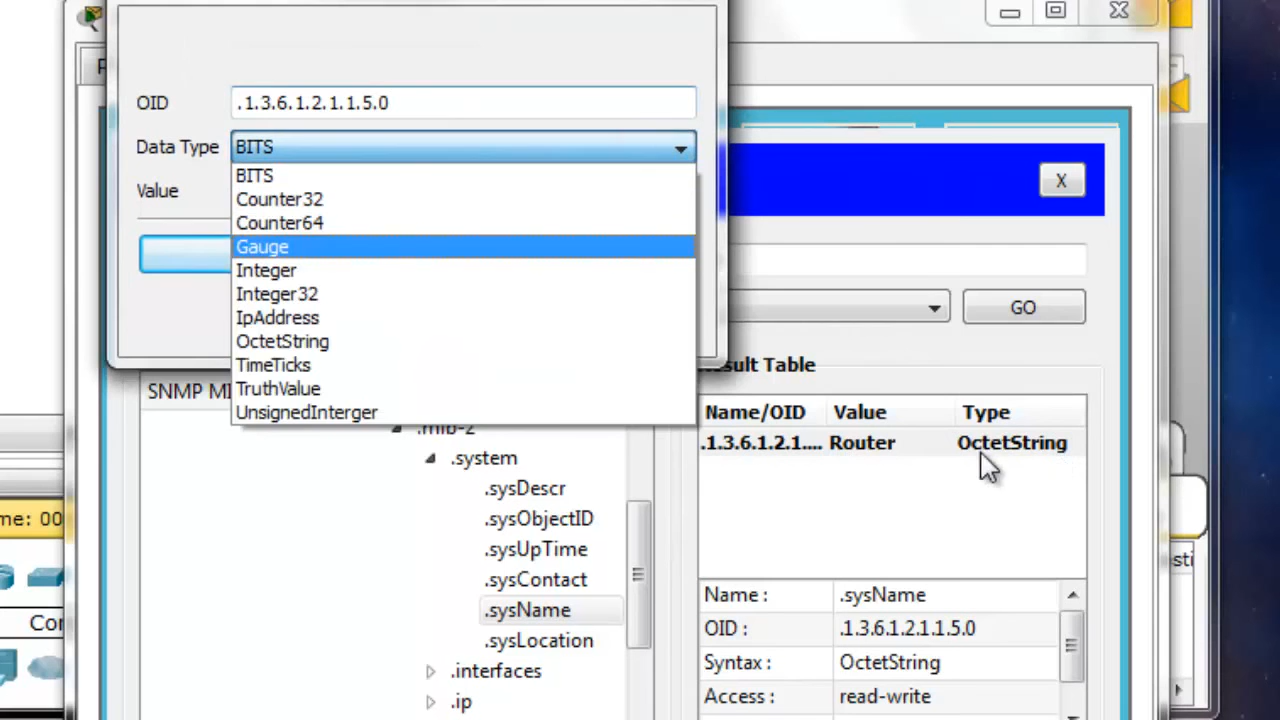 OID .1.3.6.1.2.1.1.5.0
Data Type BITS
Value
BITS
Counter32
Counter64
Gauge
Integer
Integer32
IpAddress
OctetString
TimeTicks
TruthValue
UnsignedInterger
X
GO
sult Table
Name/OID Value Type
.1.3.6.1.2.1.... Router OctetString
SNMP MI
.mib-2
.system
.sysDescr
.sysObjectID
.sysUpTime
.sysContact
.sysName
.sysLocation
.interfaces
.ip
Name : .sysName
OID : .1.3.6.1.2.1.1.5.0
Syntax : OctetString
Access : read-write
me: 00
Con